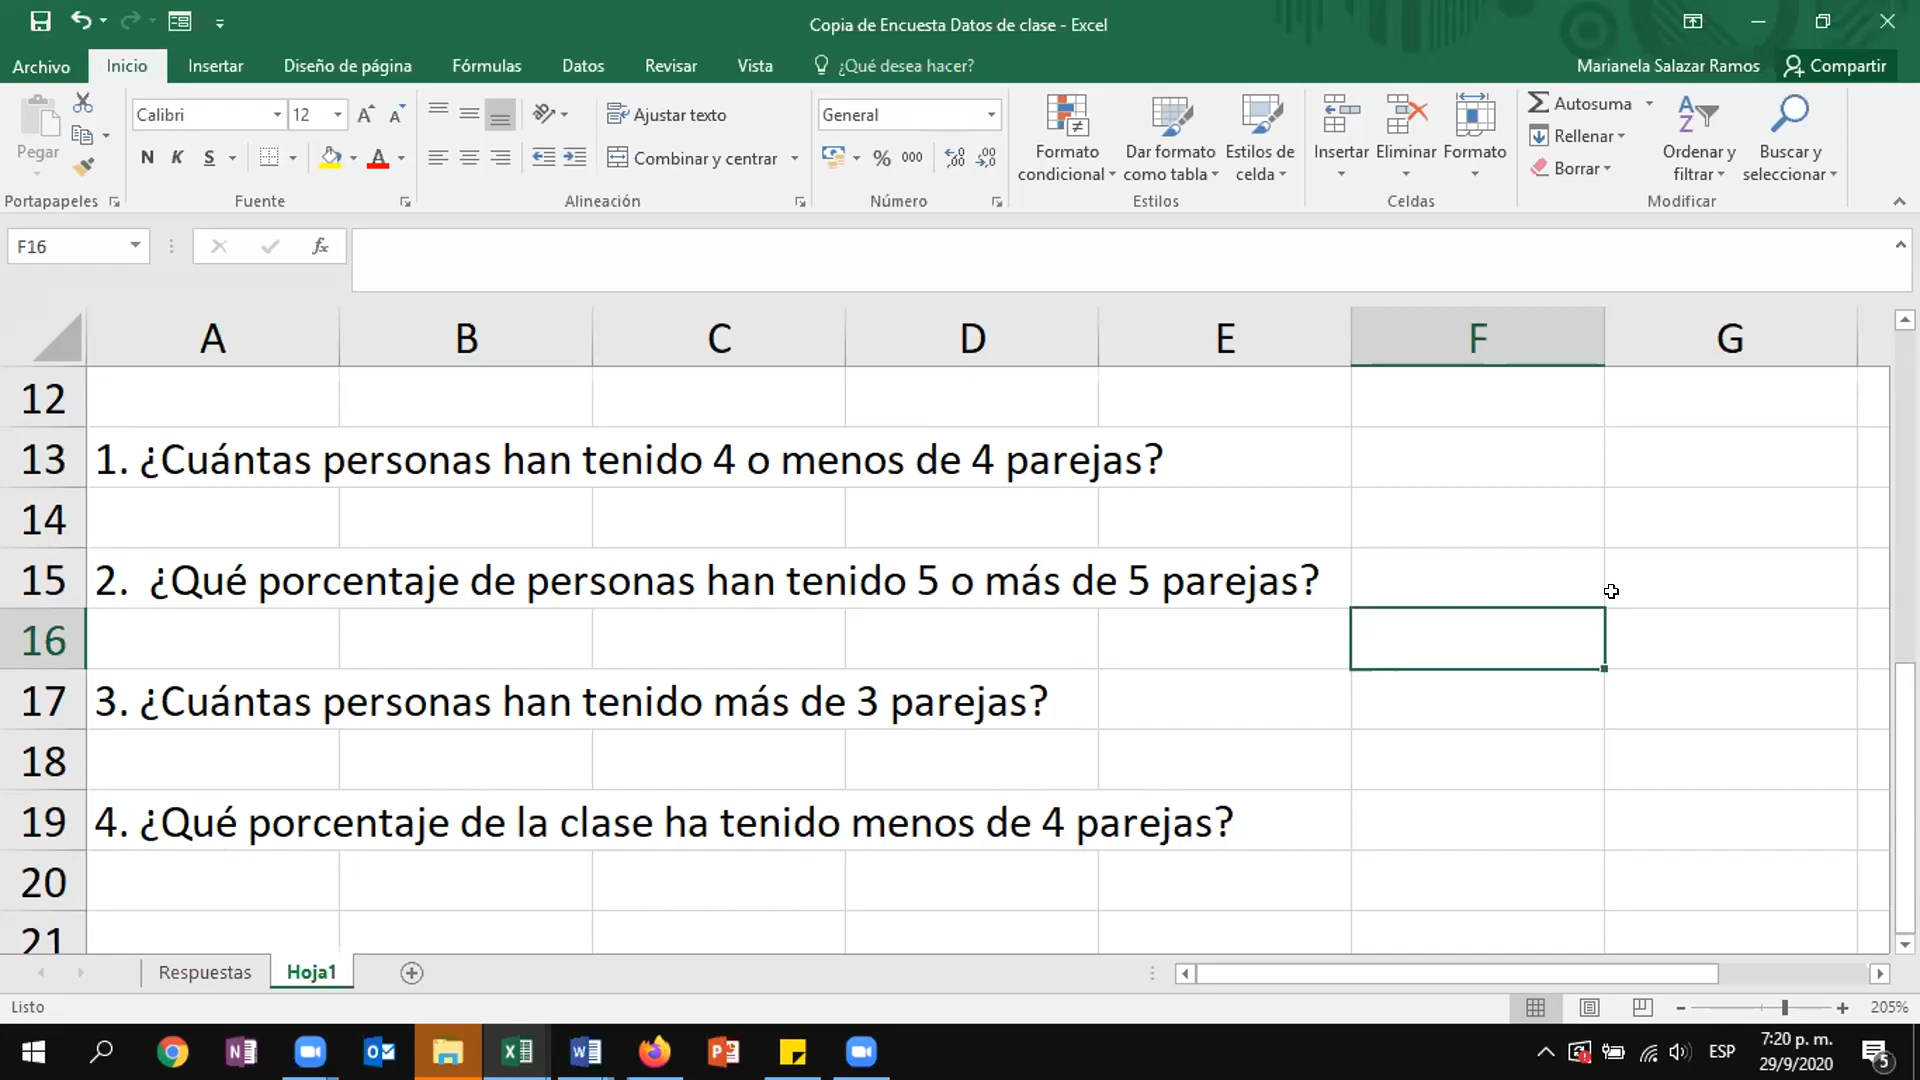 Copia de Encuesta Datos de clase - Excel
Archivo Inicio Insertar Diseño de página Fórmulas Datos Revisar Vista ¿Qué desea hacer? Marianela Salazar Ramos Compartir
Pegar
Calibri 12
N K S
Ajustar texto
Combinar y centrar
General
% 000
Formato condicional
Dar formato como tabla
Estilos de celda
Insertar Eliminar Formato
Autosuma
Rellenar
Borrar
Ordenar y filtrar
Buscar y seleccionar
Portapapeles Fuente Alineación Número Estilos Celdas Modificar
F16 fx
A B C D E F G
12
13 1. ¿Cuántas personas han tenido 4 o menos de 4 parejas?
14
15 2.  ¿Qué porcentaje de personas han tenido 5 o más de 5 parejas?
16
17 3. ¿Cuántas personas han tenido más de 3 parejas?
18
19 4. ¿Qué porcentaje de la clase ha tenido menos de 4 parejas?
20
21
Respuestas Hoja1
Listo 205%
ESP 7:20 p. m.
29/9/2020
5